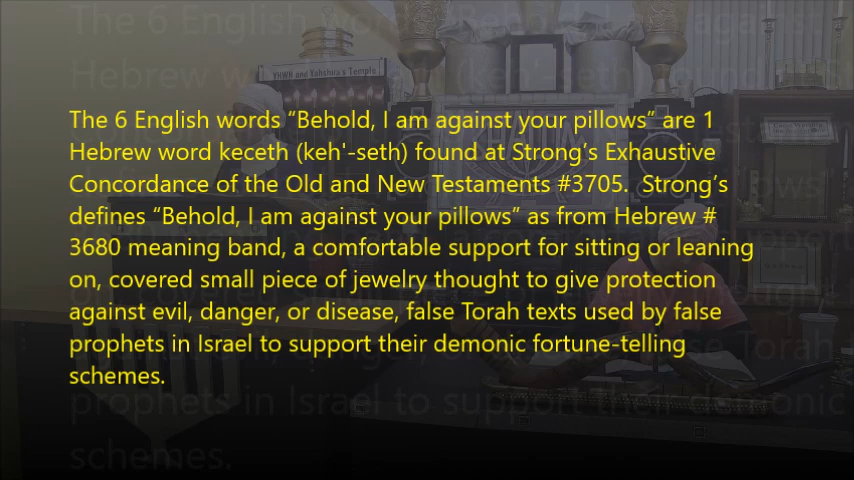 YHWH and Yahshua's Temple
The 6 English words “Behold, I am against your pillows” are 1
Hebrew word keceth (keh'-seth) found at Strong’s Exhaustive
Concordance of the Old and New Testaments #3705.  Strong’s
defines “Behold, I am against your pillows” as from Hebrew #
3680 meaning band, a comfortable support for sitting or leaning
on, covered small piece of jewelry thought to give protection
against evil, danger, or disease, false Torah texts used by false
prophets in Israel to support their demonic fortune-telling
schemes.